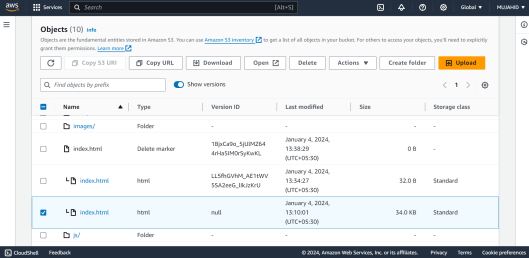 aws Services Search [Alt+S] Global MUJAHID
Objects (10) Info
Objects are the fundamental entities stored in Amazon S3. You can use Amazon S3 inventory to get a list of all objects in your bucket. For others to access your objects, you'll need to explicitly
grant them permissions. Learn more
Copy S3 URI Copy URL Download Open Delete Actions Create folder Upload
Find objects by prefix Show versions 1
Name Type Version ID Last modified Size Storage class
images/ Folder - - - -
January 4, 2024,
index.html Delete marker 13:38:29 0 B -
(UTC+05:30)
January 4, 2024,
index.html html 13:34:27 32.0 B Standard
(UTC+05:30)
January 4, 2024,
index.html html null 13:10:01 34.0 KB Standard
(UTC+05:30)
js/ Folder - - - -
CloudShell Feedback © 2024, Amazon Web Services, Inc. or its affiliates. Privacy Terms Cookie preferences